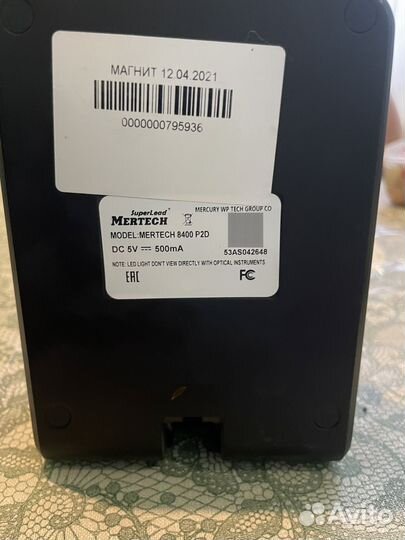 МАГНИТ 12.04.2021
0000000795936
SuperLead
MERTECH
MERCURY WP TECH GROUP CO
MODEL:MERTECH 8400 P2D
DC 5V 500mA
53AS042648
NOTE: LED LIGHT DON'T VIEW DIRECTLY WITH OPTICAL INSTRUMENTS
EAC
FC
Avito